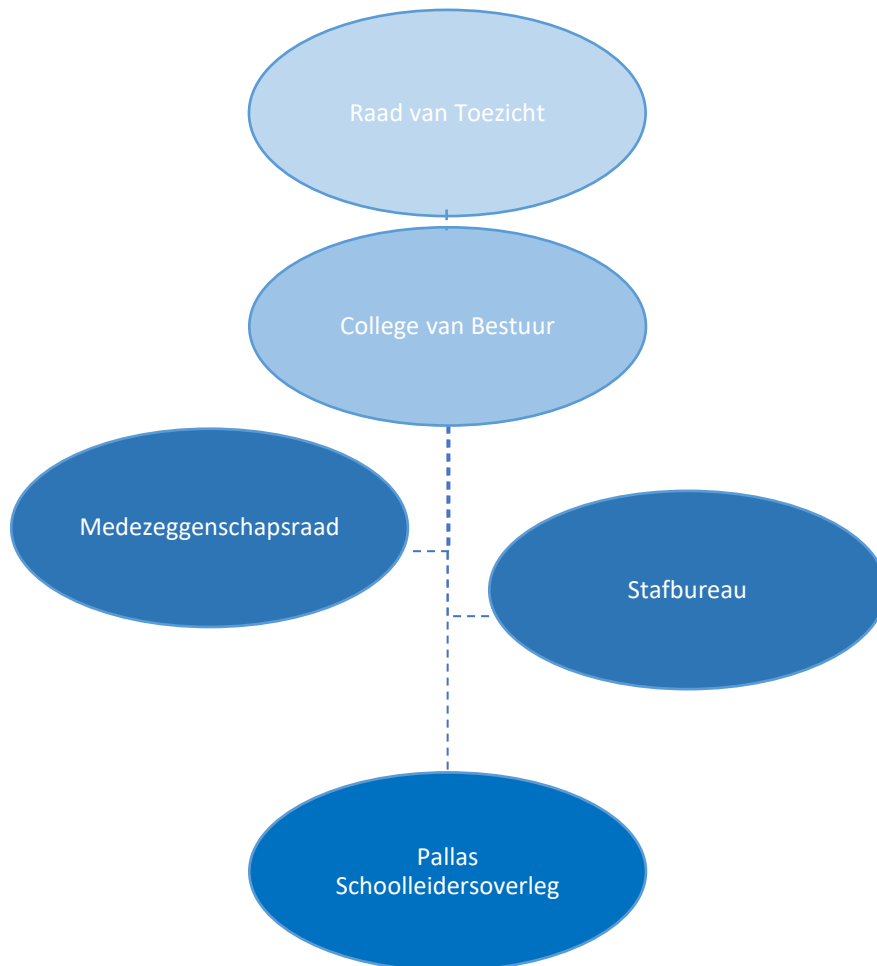 Raad van Toezicht
College van Bestuur
Medezeggenschapsraad
Stafbureau
Pallas
Schoolleidersoverleg